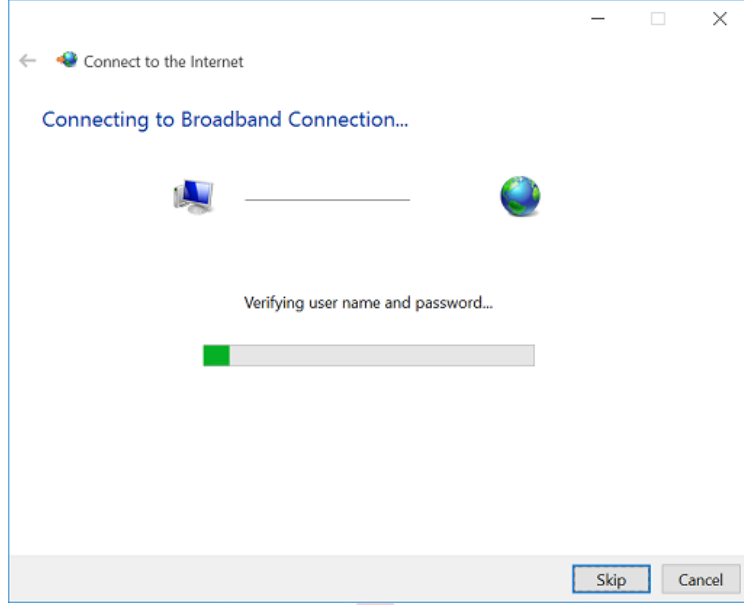 Connect to the Internet
Connecting to Broadband Connection...
Verifying user name and password...
Skip
Cancel